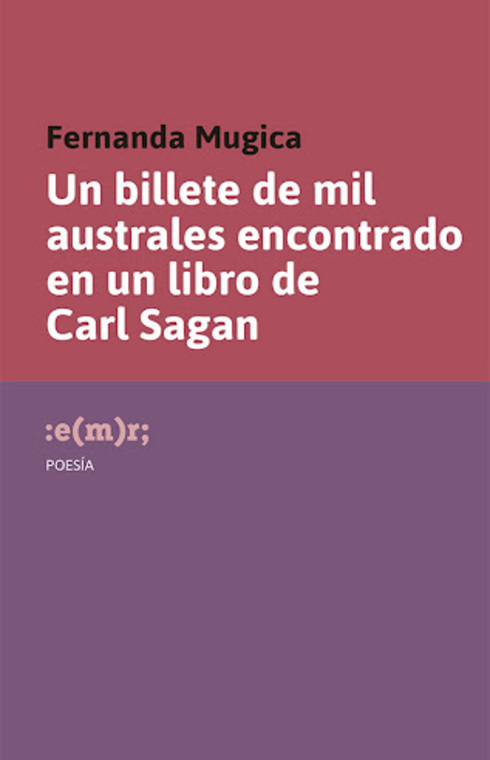 Fernanda Mugica
Un billete de mil
australes encontrado
en un libro de
Carl Sagan
:e(m)r;
POESÍA